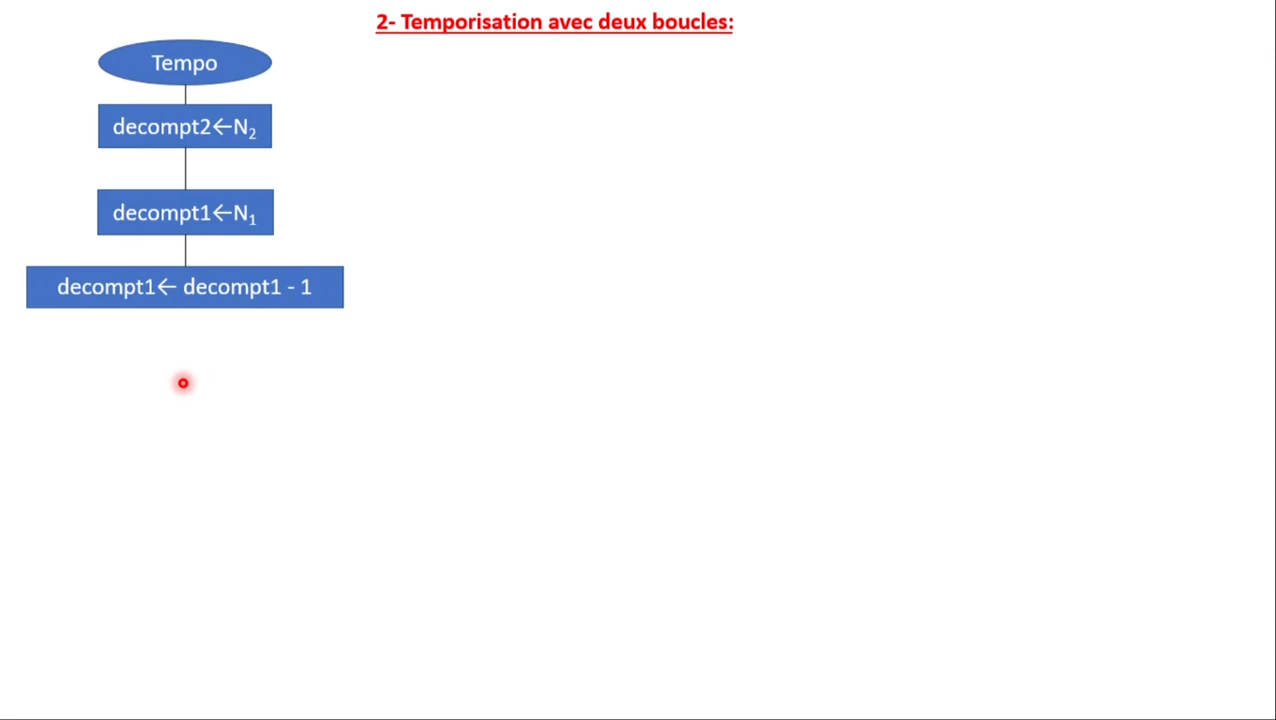 2- Temporisation avec deux boucles:
Tempo
decompt2←N₂
decompt1←N₁
decompt1← decompt1 - 1